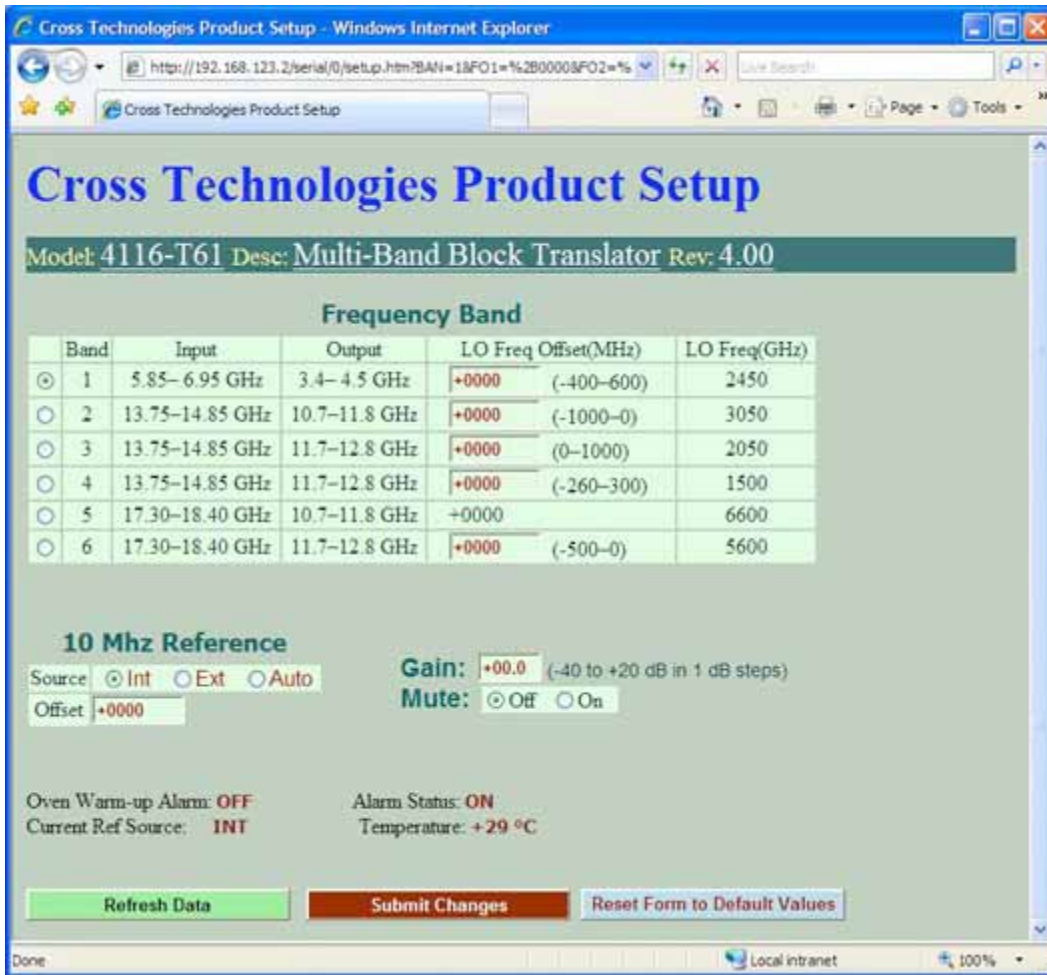 Cross Technologies Product Setup - Windows Internet Explorer
http://192.168.123.2/serial/0/setup.htm?BAN=1&FO1=%2B0000&FO2=%
Live Search
Cross Technologies Product Setup
Page
Tools
Cross Technologies Product Setup
Model: 4116-T61 Desc: Multi-Band Block Translator Rev: 4.00
Frequency Band
Band Input Output LO Freq Offset(MHz) LO Freq(GHz)
1 5.85–6.95 GHz 3.4–4.5 GHz +0000 (-400–600) 2450
2 13.75–14.85 GHz 10.7–11.8 GHz +0000 (-1000–0) 3050
3 13.75–14.85 GHz 11.7–12.8 GHz +0000 (0–1000) 2050
4 13.75–14.85 GHz 11.7–12.8 GHz +0000 (-260–300) 1500
5 17.30–18.40 GHz 10.7–11.8 GHz +0000 6600
6 17.30–18.40 GHz 11.7–12.8 GHz +0000 (-500–0) 5600
10 Mhz Reference
Source Int Ext Auto
Offset +0000
Gain: +00.0 (-40 to +20 dB in 1 dB steps)
Mute: Off On
Oven Warm-up Alarm: OFF
Alarm Status: ON
Current Ref Source: INT
Temperature: +29 °C
Refresh Data
Submit Changes
Reset Form to Default Values
Done
Local intranet
100%